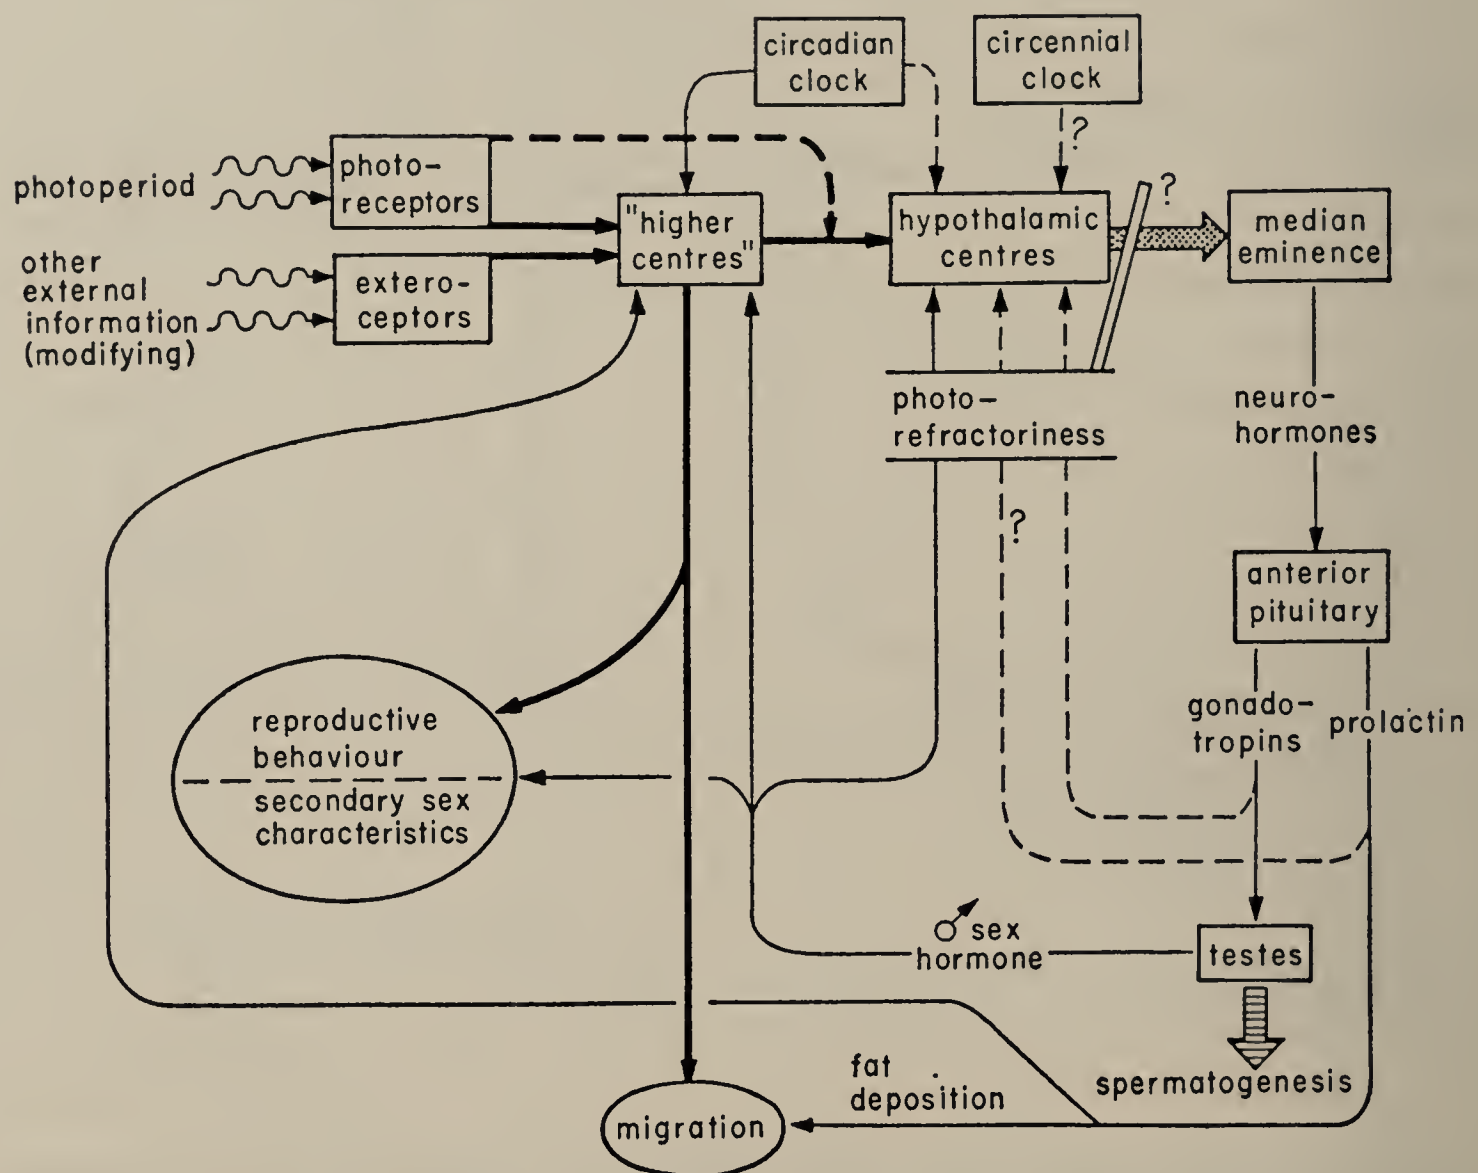 circadian
clock
circennial
clock
?
photoperiod
photo-
receptors
"higher
centres"
hypothalamic
centres
?
median
eminence
other
external
information
(modifying)
extero-
ceptors
photo-
refractoriness
neuro-
hormones
?
anterior
pituitary
gonado-
tropins
prolactin
reproductive
behaviour
secondary sex
characteristics
♂ sex
hormone
testes
fat
deposition
spermatogenesis
migration